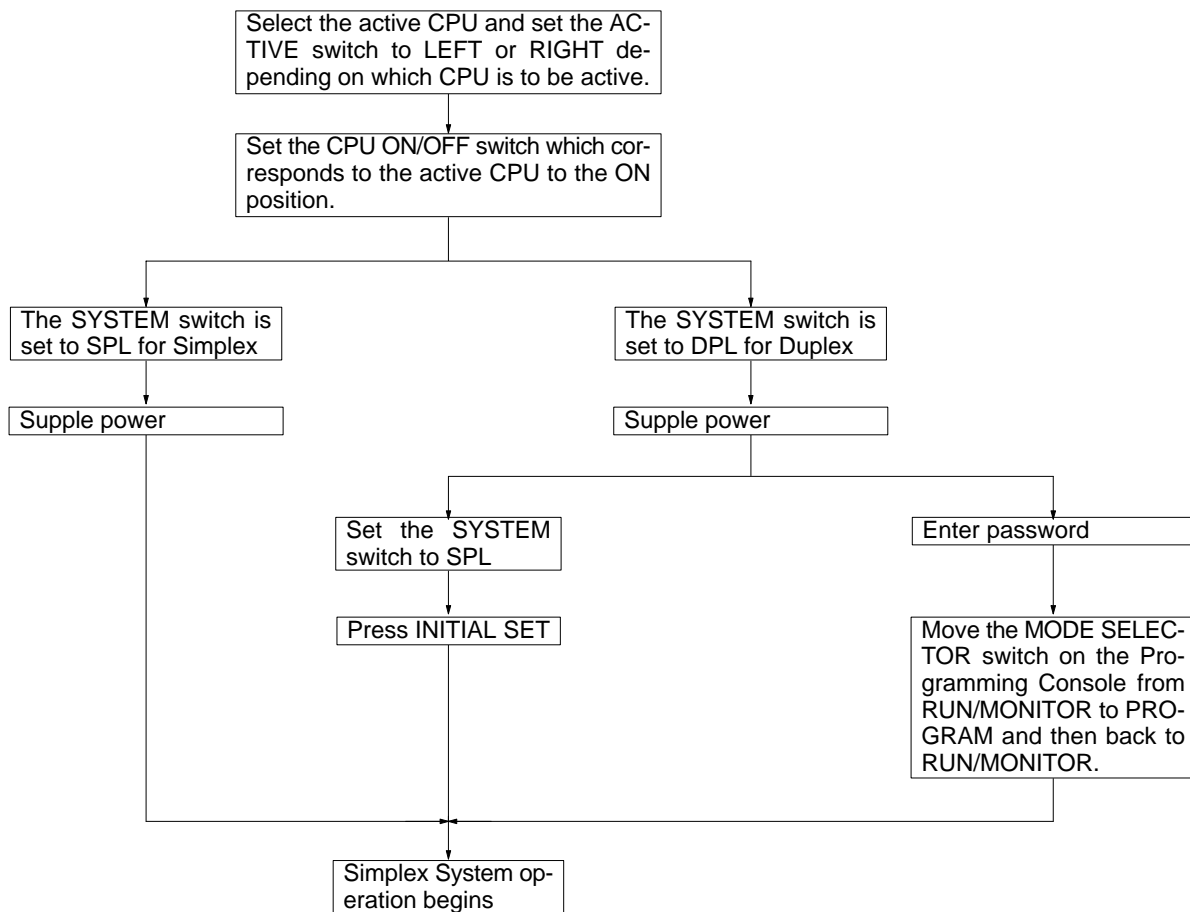 Select the active CPU and set the AC-
TIVE switch to LEFT or RIGHT de-
pending on which CPU is to be active.
Set the CPU ON/OFF switch which cor-
responds to the active CPU to the ON
position.
The SYSTEM switch is
set to SPL for Simplex
The SYSTEM switch is
set to DPL for Duplex
Supple power
Supple power
Set the SYSTEM
switch to SPL
Enter password
Press INITIAL SET
Move the MODE SELEC-
TOR switch on the Pro-
gramming Console from
RUN/MONITOR to PRO-
GRAM and then back to
RUN/MONITOR.
Simplex System op-
eration begins